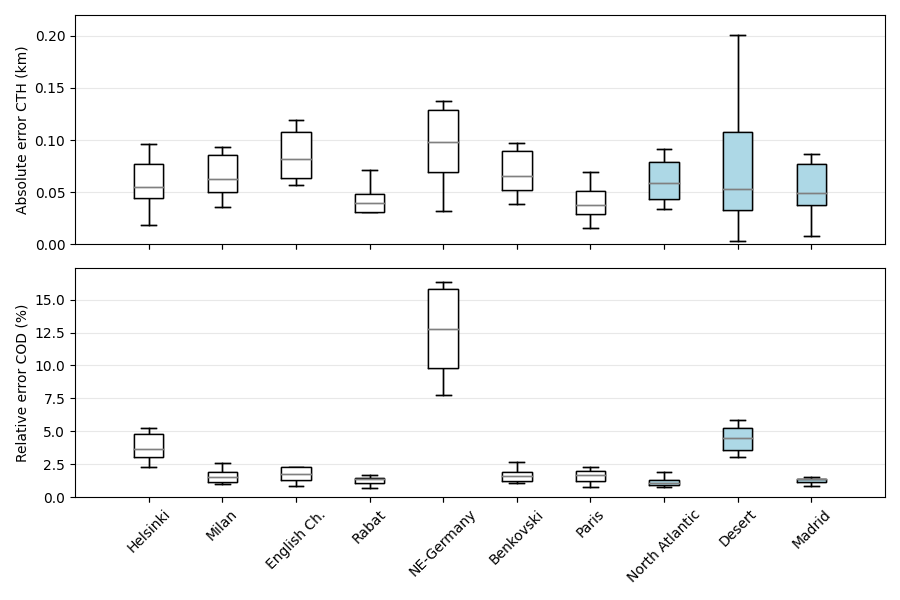 Absolute error CTH (km)
0.20
0.15
0.10
0.05
0.00
Relative error COD (%)
15.0
12.5
10.0
7.5
5.0
2.5
0.0
Helsinki
Milan
English Ch.
Rabat
NE-Germany
Benkovski
Paris
North Atlantic
Desert
Madrid